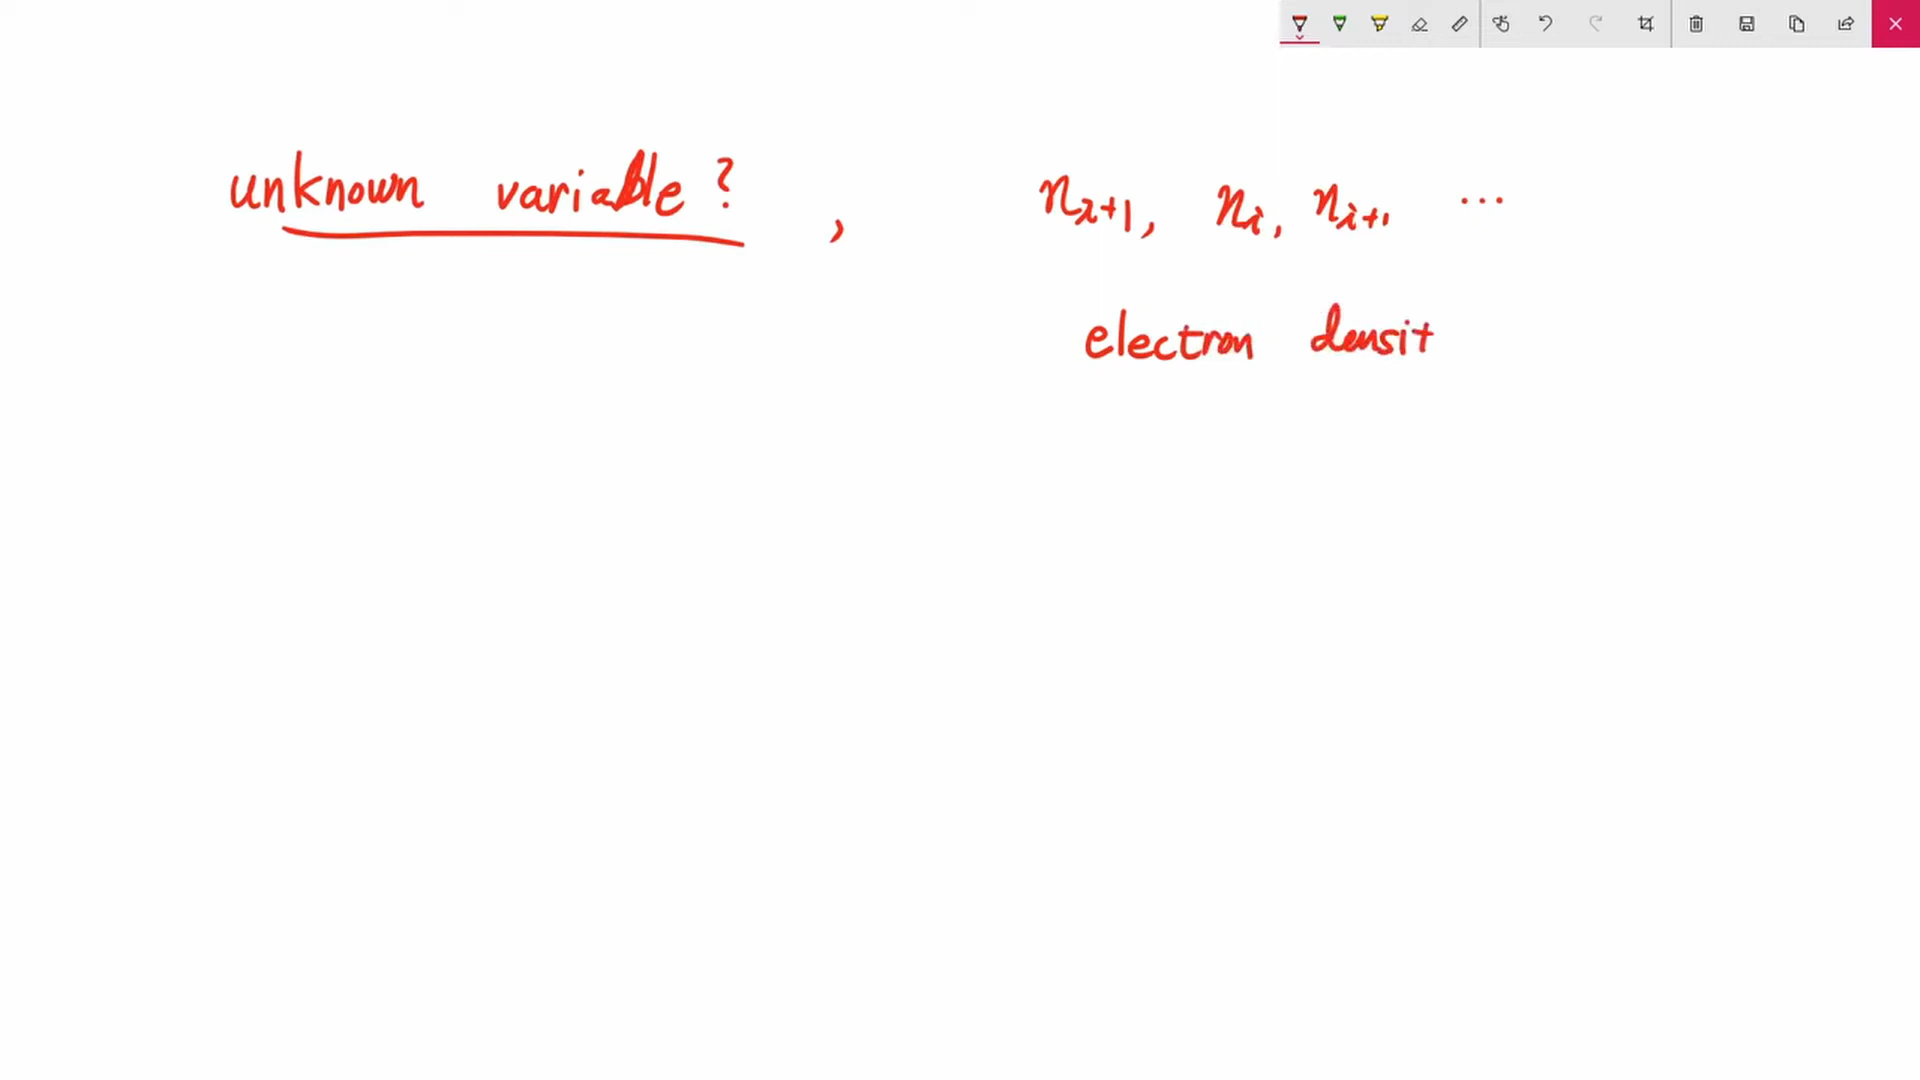 unknown variable? , n_{i+1}, n_i, n_{i+1} ...
electron densit